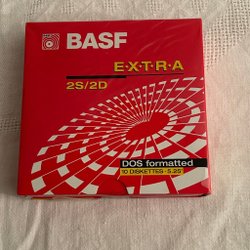 BASF
E·X·T·R·A
2S/2D
DOS formatted
10 DISKETTES · 5.25"